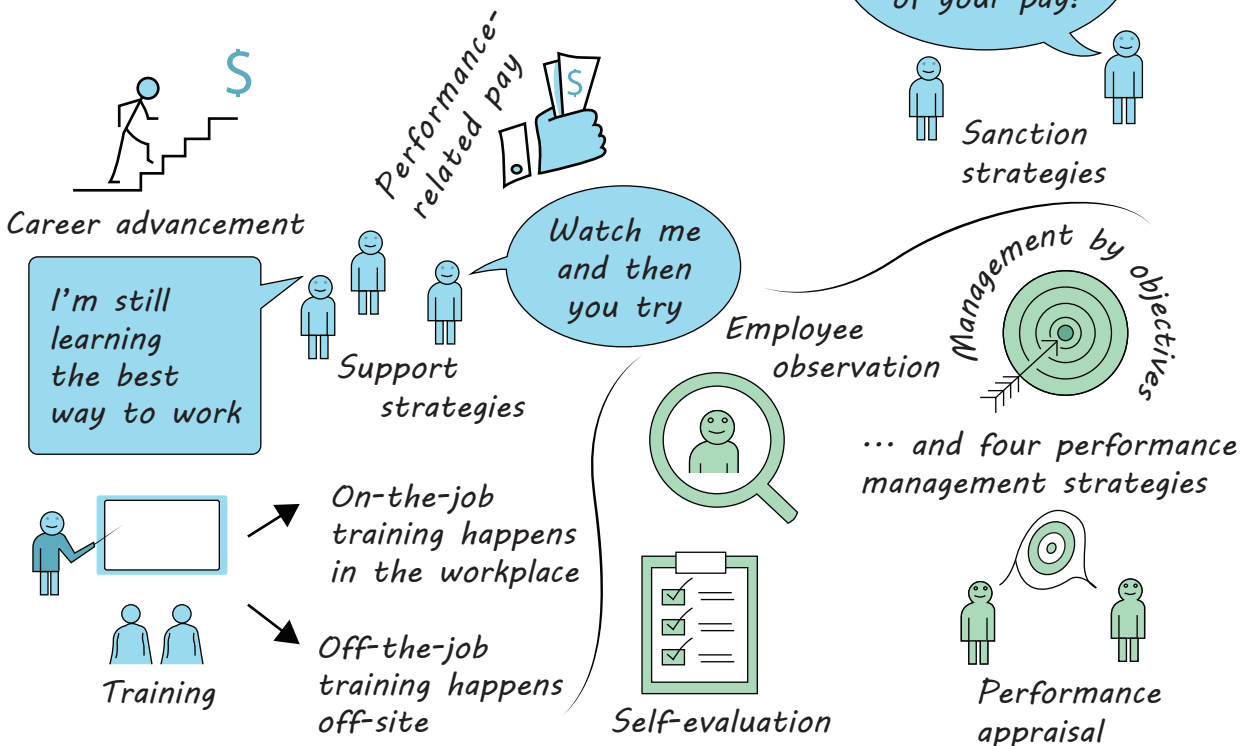 of your pay!
$
Performance-
related pay
$
Sanction
strategies
Career advancement
I'm still
learning
the best
way to work
Watch me
and then
you try
Support
strategies
Management by objectives
Employee
observation
... and four performance
management strategies
On-the-job
training happens
in the workplace
Off-the-job
training happens
off-site
Training
Self-evaluation
Performance
appraisal